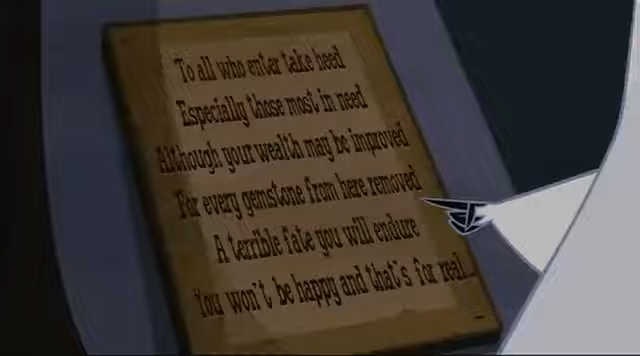 To all who enter take heed
Especially those most in need
Although your wealth may be improved
For every gemstone from here removed
A terrible fate you will endure
You won't be happy and that's for real...